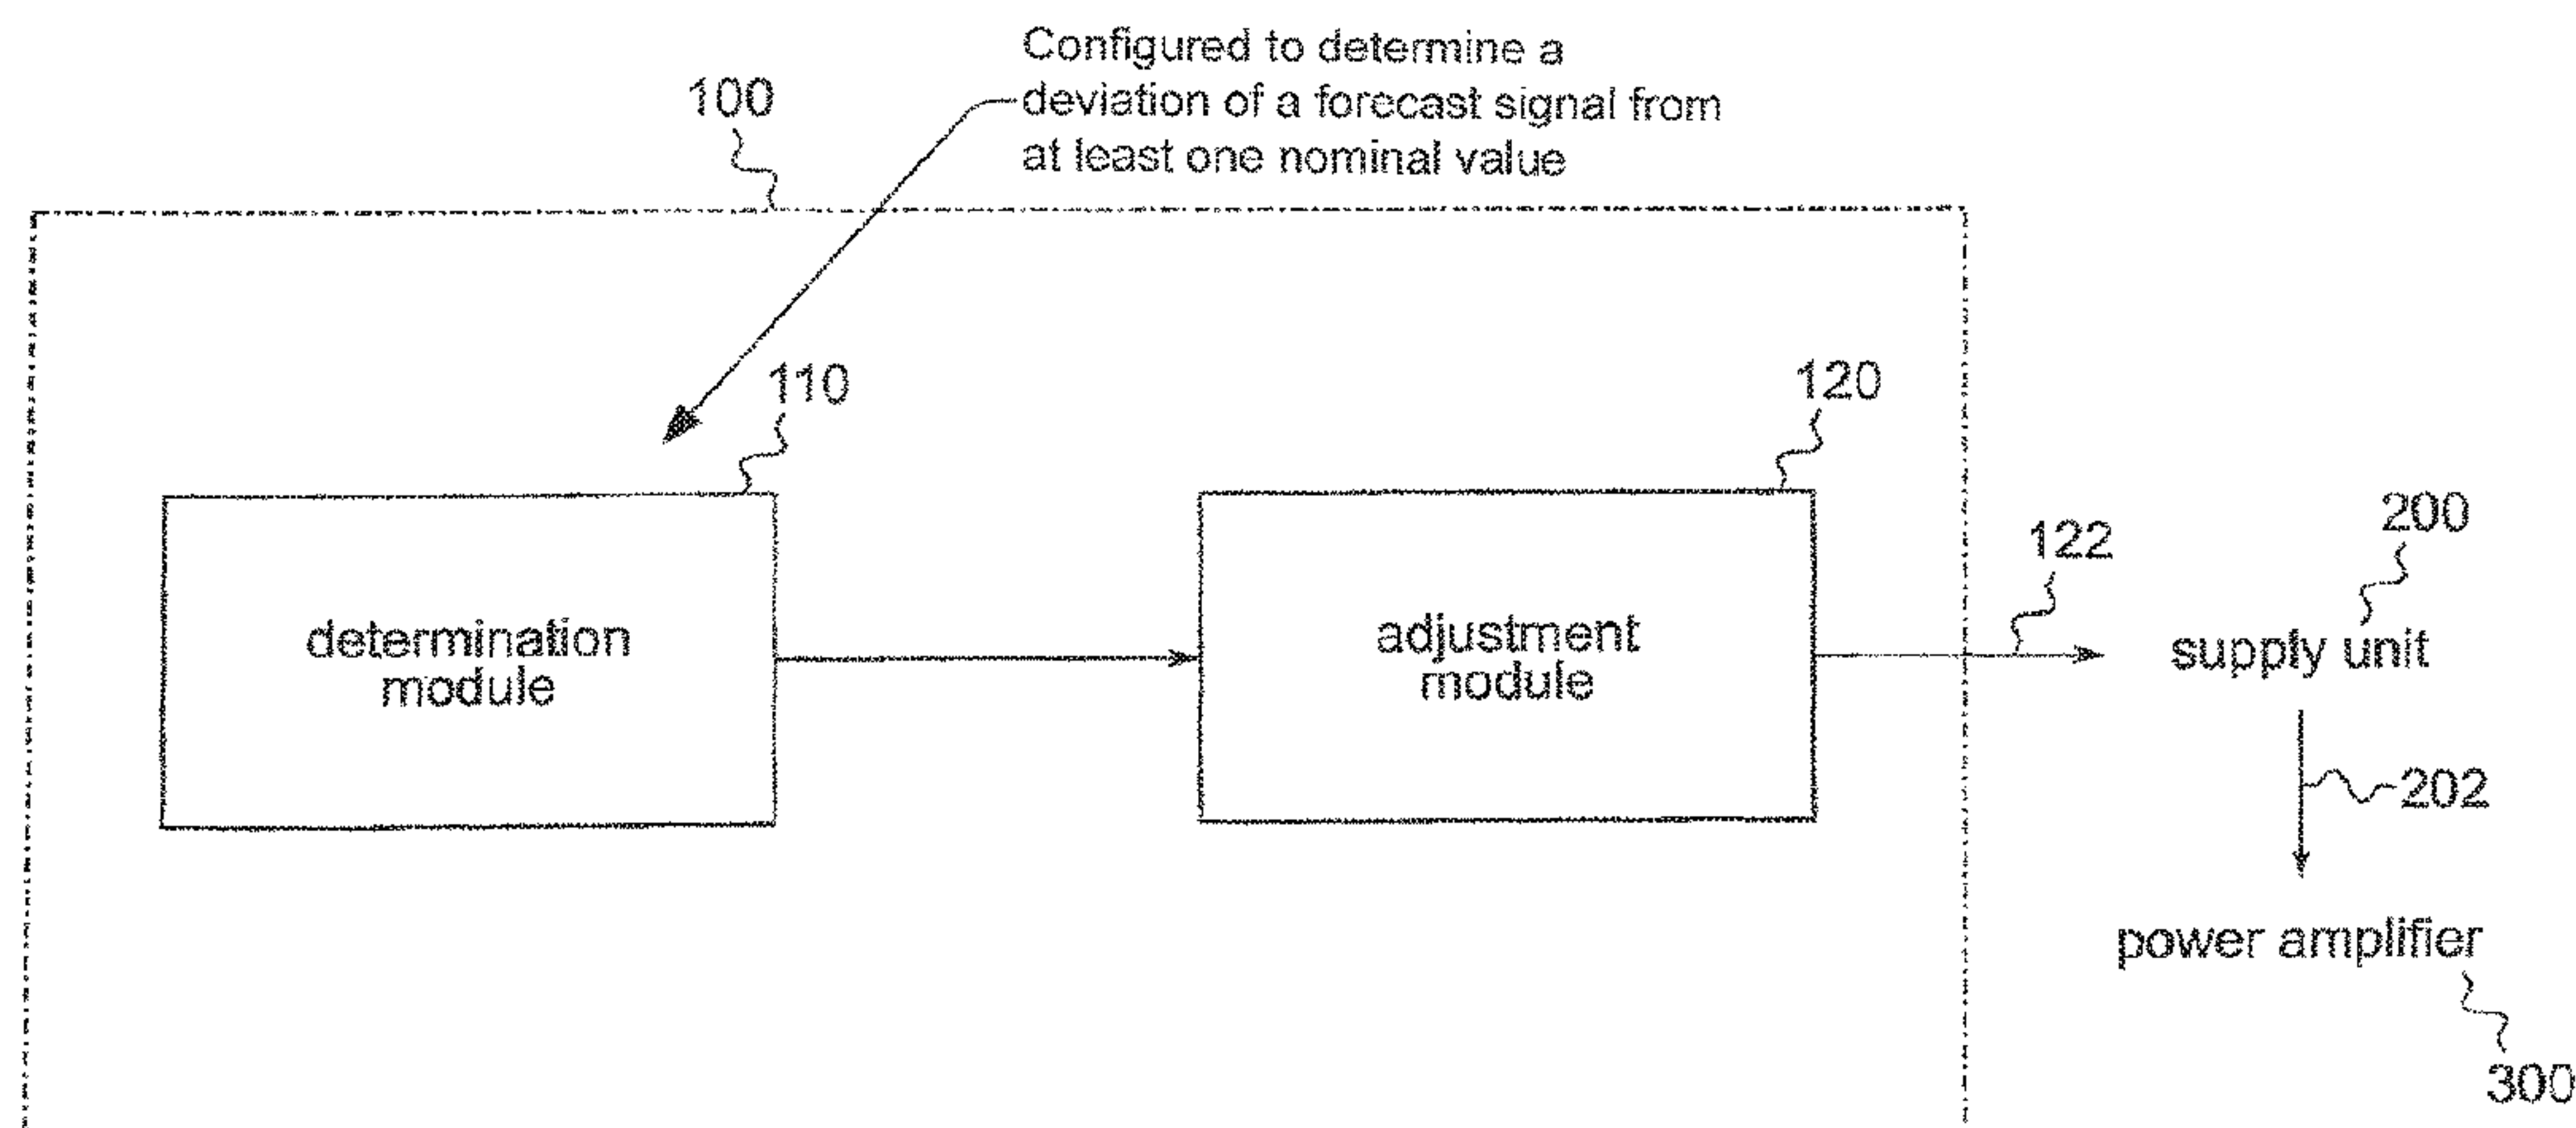 Configured to determine a
100
deviation of a forecast signal from
at least one nominal value
110
120
200
122
determination
module
adjustment
module
supply unit
202
power amplifier
300